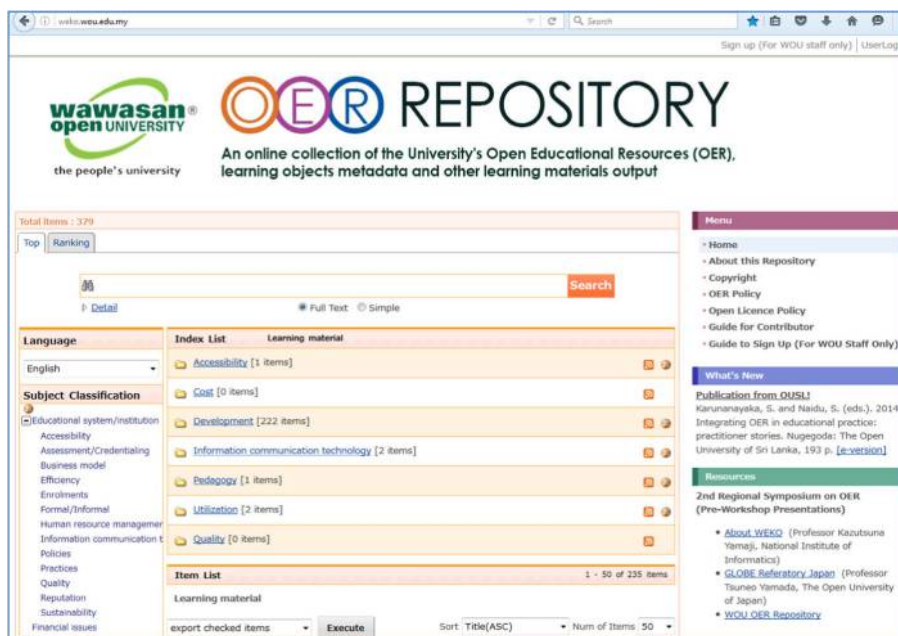 weko.wou.edu.my
Search
Sign up (For WOU staff only) | UserLog
wawasan®
open UNIVERSITY
the people's university
OER REPOSITORY
An online collection of the University's Open Educational Resources (OER),
learning objects metadata and other learning materials output
Total items : 379
Top
Ranking
Search
Detail
Full Text
Simple
Language
English
Subject Classification
Educational system/institution
Accessibility
Assessment/Credentialing
Business model
Efficiency
Enrolments
Formal/Informal
Human resource managemer
Information communication t
Policies
Practices
Quality
Reputation
Sustainability
Financial issues
Index List Learning material
Accessibility [1 items]
Cost [0 items]
Development [222 items]
Information communication technology [2 items]
Pedagogy [1 items]
Utilization [2 items]
Quality [0 items]
Item List 1 - 50 of 235 items
Learning material
export checked items Execute Sort Title(ASC) Num of Items 50
Menu
Home
About this Repository
Copyright
OER Policy
Open Licence Policy
Guide for Contributor
Guide to Sign Up (For WOU Staff Only)
What's New
Publication from OUSL!
Karunanayaka, S. and Naidu, S. (eds.). 2014
Integrating OER in educational practice:
practitioner stories. Nugegoda: The Open
University of Sri Lanka, 193 p. [e-version]
Resources
2nd Regional Symposium on OER
(Pre-Workshop Presentations)
About WEKO (Professor Kazutsuna
Yamaji, National Institute of
Informatics)
GLOBE Referatory Japan (Professor
Tsuneo Yamada, The Open University
of Japan)
WOU OER Repository